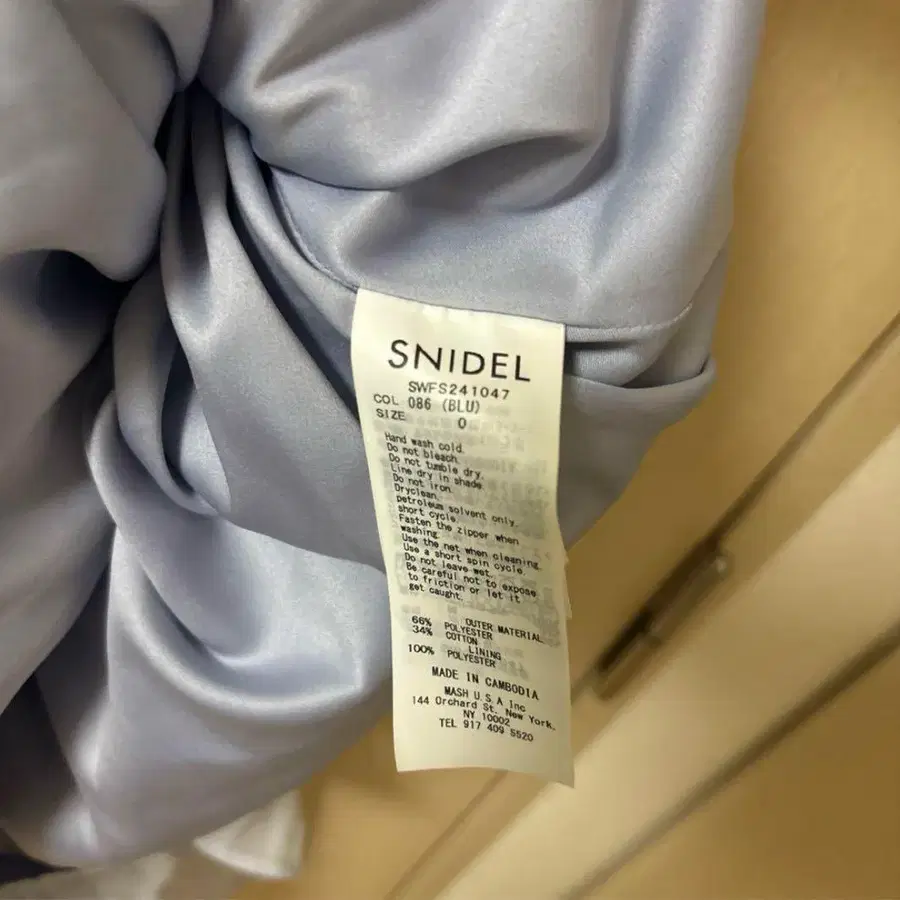 SNIDEL
SWFS241047
COL 086 (BLU)
SIZE 0
Hand wash cold.
Do not bleach.
Do not tumble dry.
Line dry in shade.
Do not iron.
Dryclean.
petroleum solvent only.
short cycle.
Fasten the zipper when
washing.
Use the net when cleaning.
Use a short spin cycle.
Do not leave wet.
Be careful not to expose
to friction or let it
get caught.
OUTER MATERIAL
66% POLYESTER
34% COTTON
LINING
100% POLYESTER
MADE IN CAMBODIA
MASH U.S.A Inc
144 Orchard St. New York.
NY 10002
TEL 917 409 5520